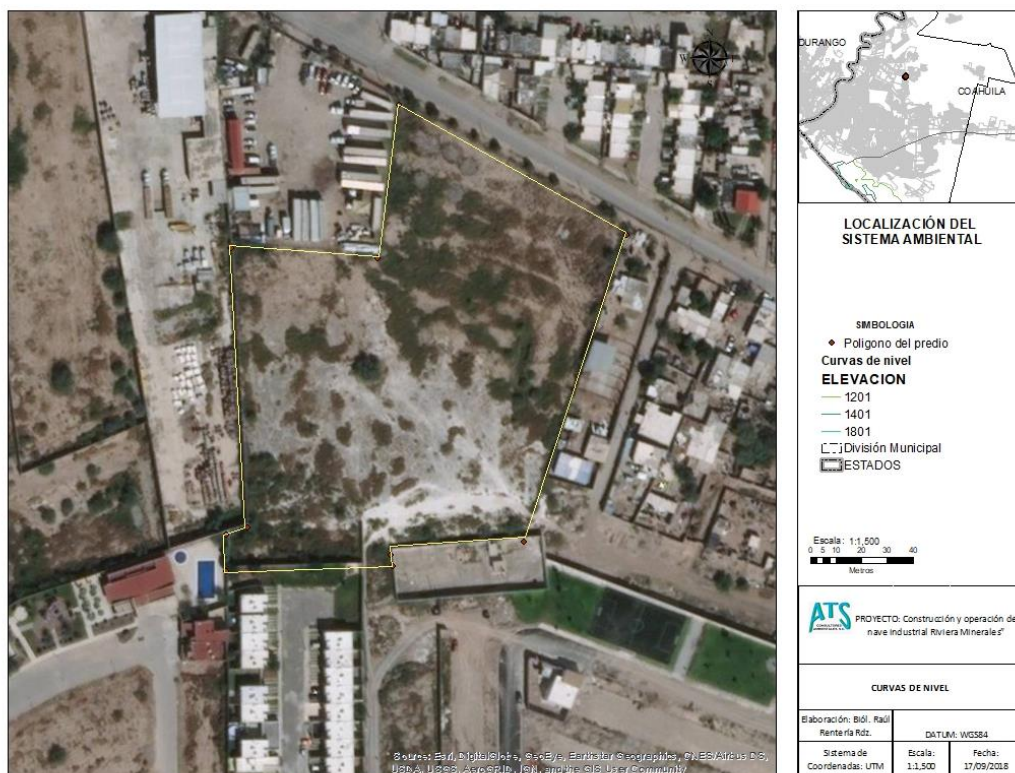 DURANGO
COAHUILA
LOCALIZACIÓN DEL
SISTEMA AMBIENTAL
SIMBOLOGIA
Poligono del predio
Curvas de nivel
ELEVACION
1201
1401
1801
División Municipal
ESTADOS
Escala: 1:1,500
0 5 10 20 30 40
Metros
ATS
CONSULTORES
AMBIENTALES, S.C.
PROYECTO: Construcción y operación de
nave industrial Riviera Minerales"
CURVAS DE NIVEL
Elaboración: Biól. Raúl
Rentería Rdz.
DATUM: WGS84
Sistema de
Coordenadas: UTM
Escala:
1:1,500
Fecha:
17/09/2018
Source: Esri, DigitalGlobe, GeoEye, Earthstar Geographics, CNES/Airbus DS,
USDA, USGS, AeroGRID, IGN, and the GIS User Community